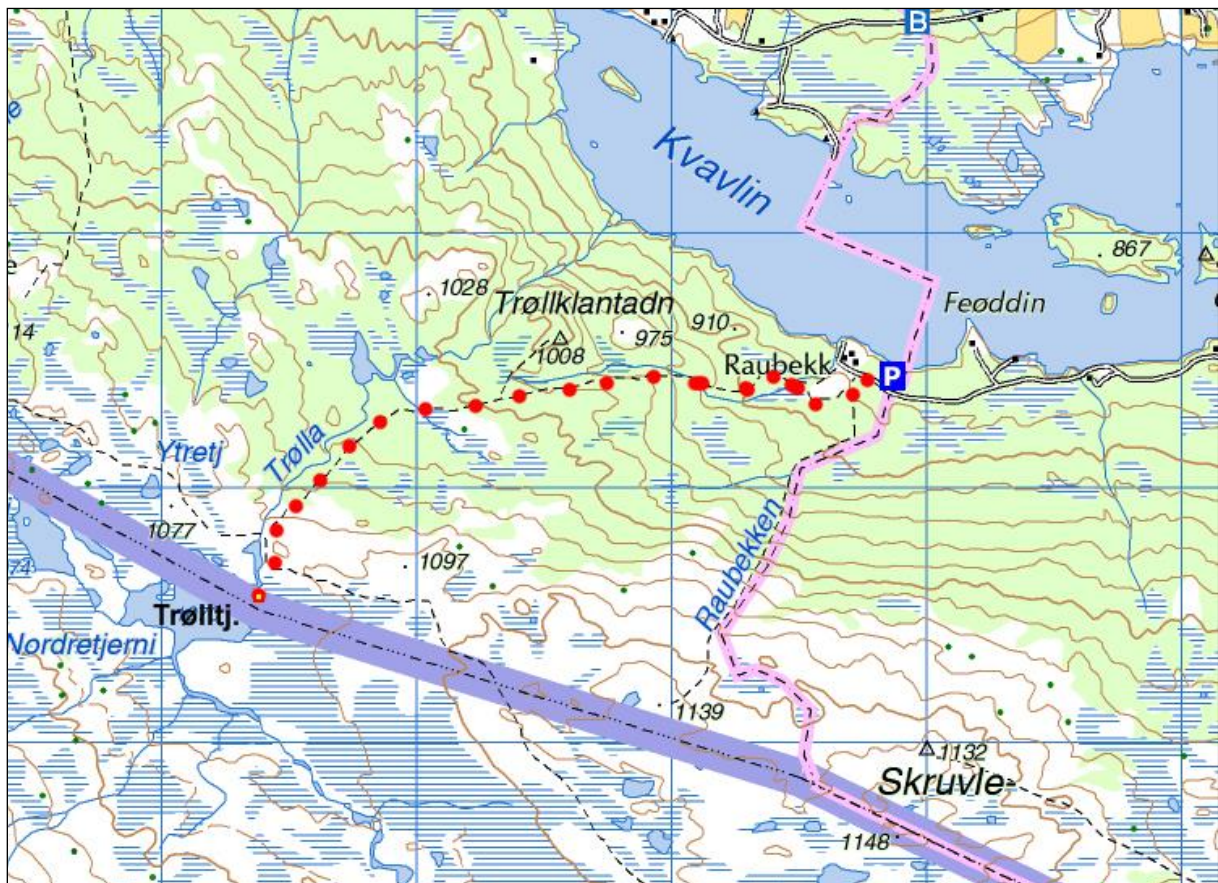 B
Kvavlin
867
e
14
1028
Trøllklantadn
1008
975
910
Feøddin
Raubekk
P
Ytretj
Trølla
1077
1097
74
Trølltj.
Nordretjerni
Raubekken
1139
1132
Skruvle-
1148